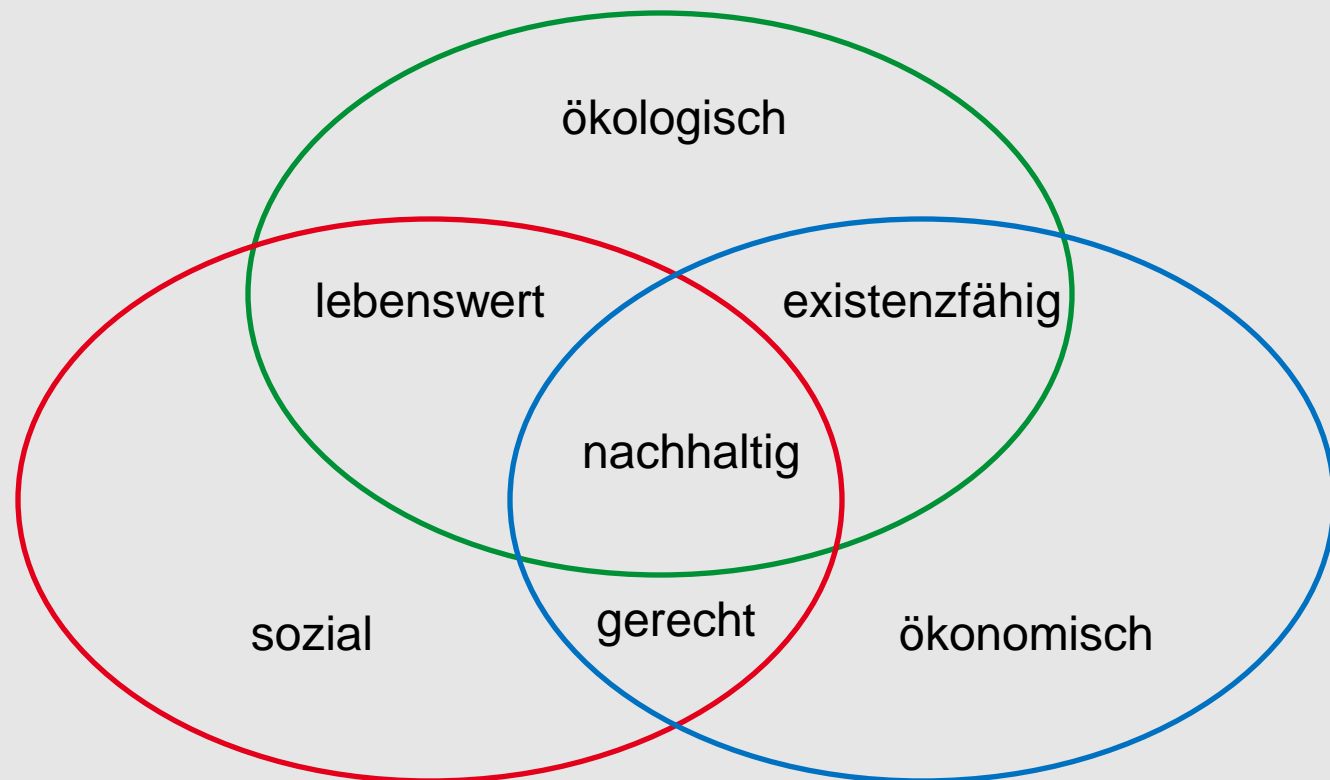 ökologisch
lebenswert
existenzfähig
nachhaltig
gerecht
sozial
ökonomisch